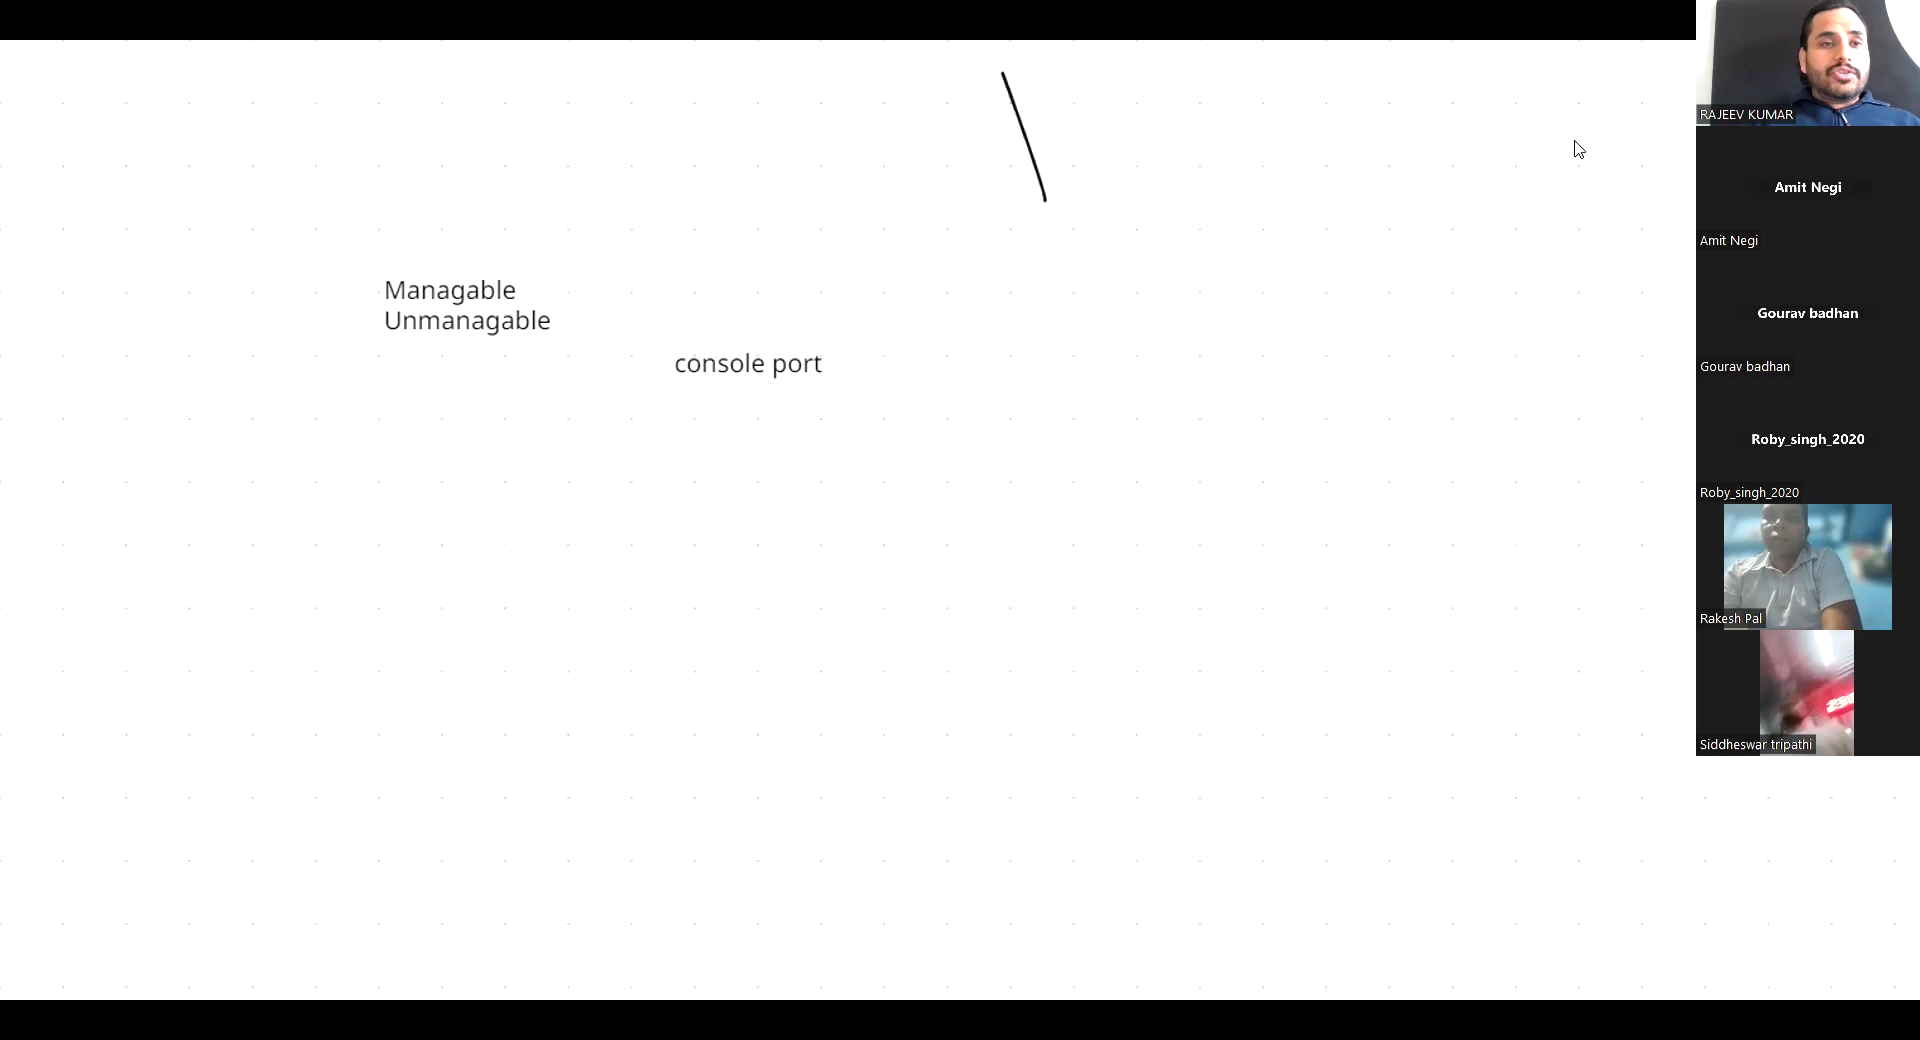 Managable
Unmanagable
console port
RAJEEV KUMAR
Amit Negi
Amit Negi
Gourav badhan
Gourav badhan
Roby_singh_2020
Roby_singh_2020
Rakesh Pal
Siddheswar tripathi